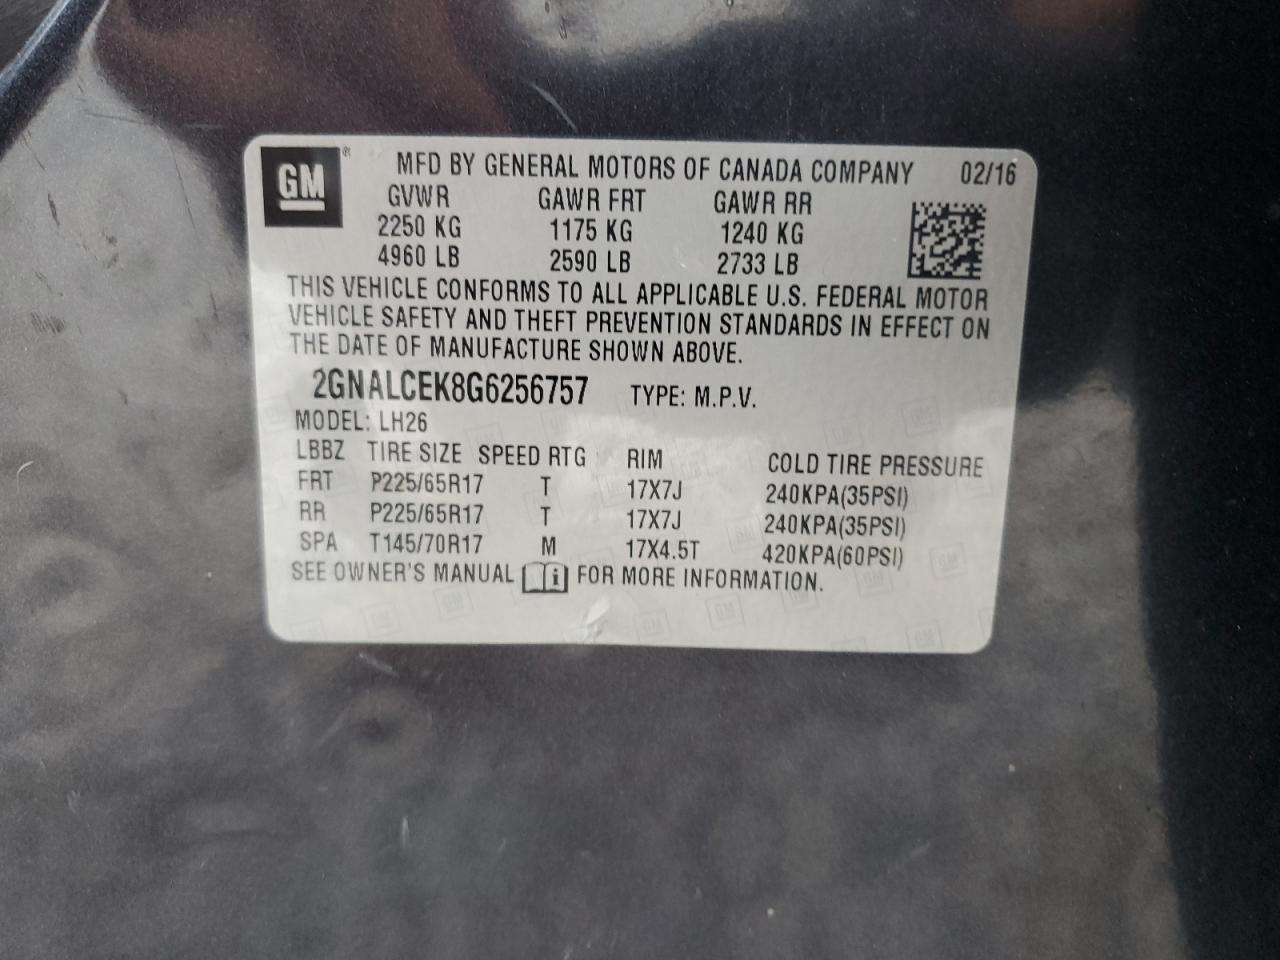 GM® MFD BY GENERAL MOTORS OF CANADA COMPANY 02/16
GVWR GAWR FRT GAWR RR
2250 KG 1175 KG 1240 KG
4960 LB 2590 LB 2733 LB
THIS VEHICLE CONFORMS TO ALL APPLICABLE U.S. FEDERAL MOTOR
VEHICLE SAFETY AND THEFT PREVENTION STANDARDS IN EFFECT ON
THE DATE OF MANUFACTURE SHOWN ABOVE.
2GNALCEK8G6256757 TYPE: M.P.V.
MODEL: LH26
LBBZ TIRE SIZE SPEED RTG RIM COLD TIRE PRESSURE
FRT P225/65R17 T 17X7J 240KPA(35PSI)
RR P225/65R17 T 17X7J 240KPA(35PSI)
SPA T145/70R17 M 17X4.5T 420KPA(60PSI)
SEE OWNER'S MANUAL i FOR MORE INFORMATION.